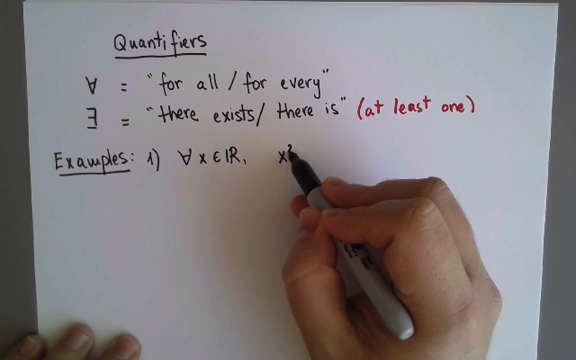 Quantifiers
∀ = "for all / for every"
∃ = "there exists / there is" (at least one)
Examples: 1) ∀ x ∈ ℝ, x²